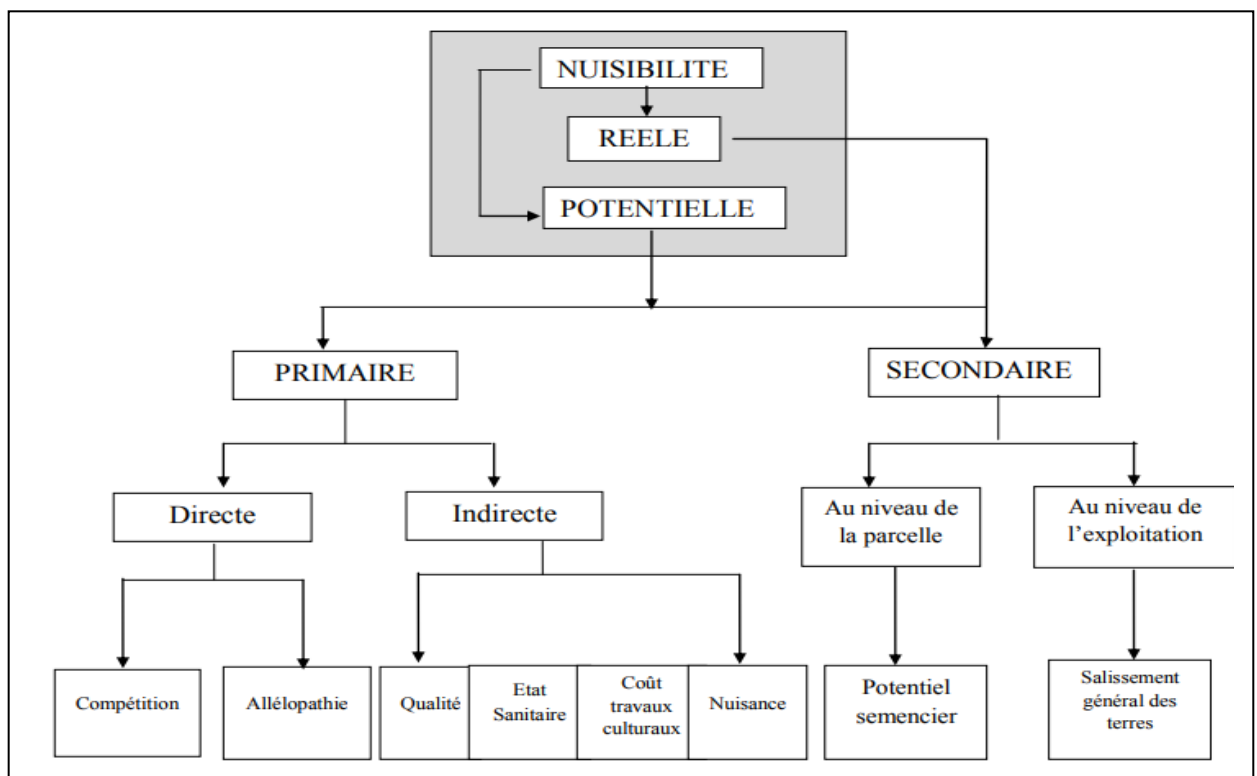 NUISIBILITE
REELE
POTENTIELLE
PRIMAIRE
SECONDAIRE
Directe
Indirecte
Au niveau de
la parcelle
Au niveau de
l’exploitation
Compétition
Allélopathie
Qualité
Etat
Sanitaire
Coût
travaux
culturaux
Nuisance
Potentiel
semencier
Salissement
général des
terres